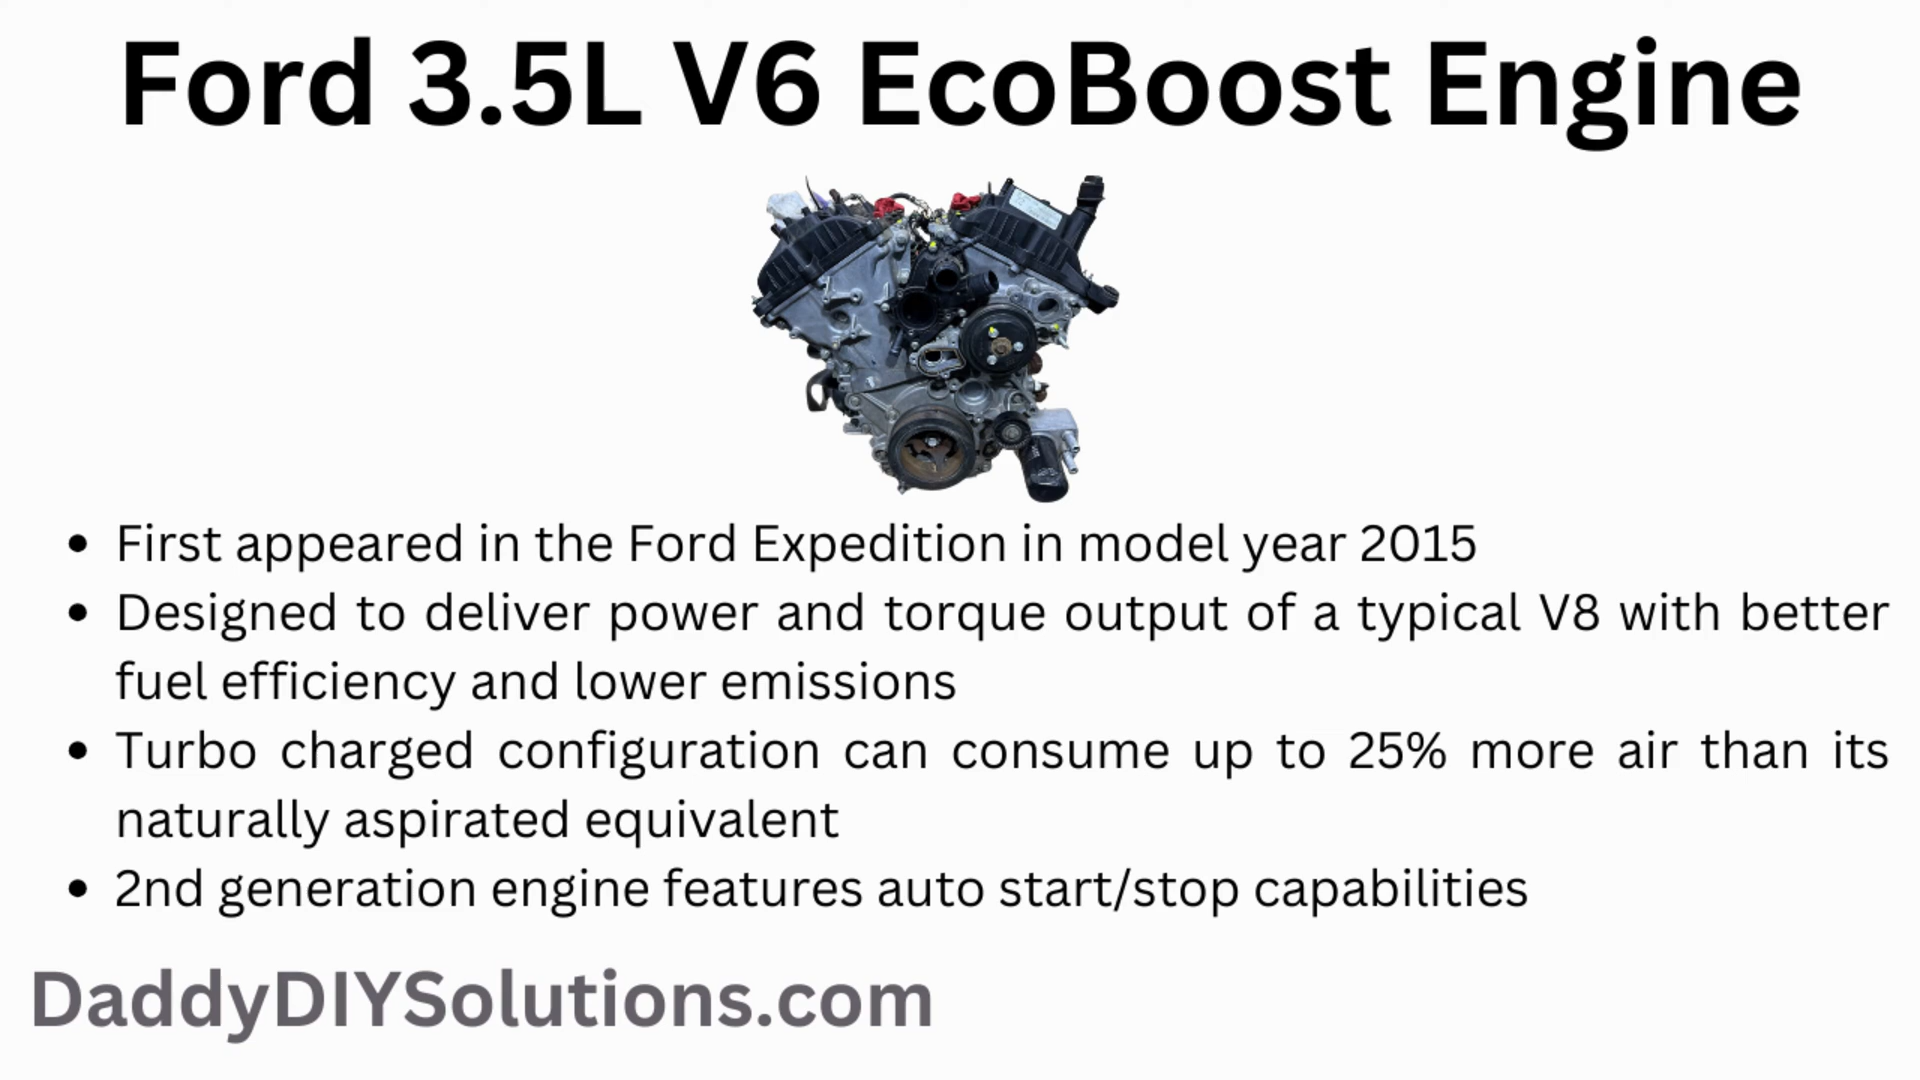 Ford 3.5L V6 EcoBoost Engine
• First appeared in the Ford Expedition in model year 2015
• Designed to deliver power and torque output of a typical V8 with better
fuel efficiency and lower emissions
• Turbo charged configuration can consume up to 25% more air than its
naturally aspirated equivalent
• 2nd generation engine features auto start/stop capabilities
DaddyDIYSolutions.com